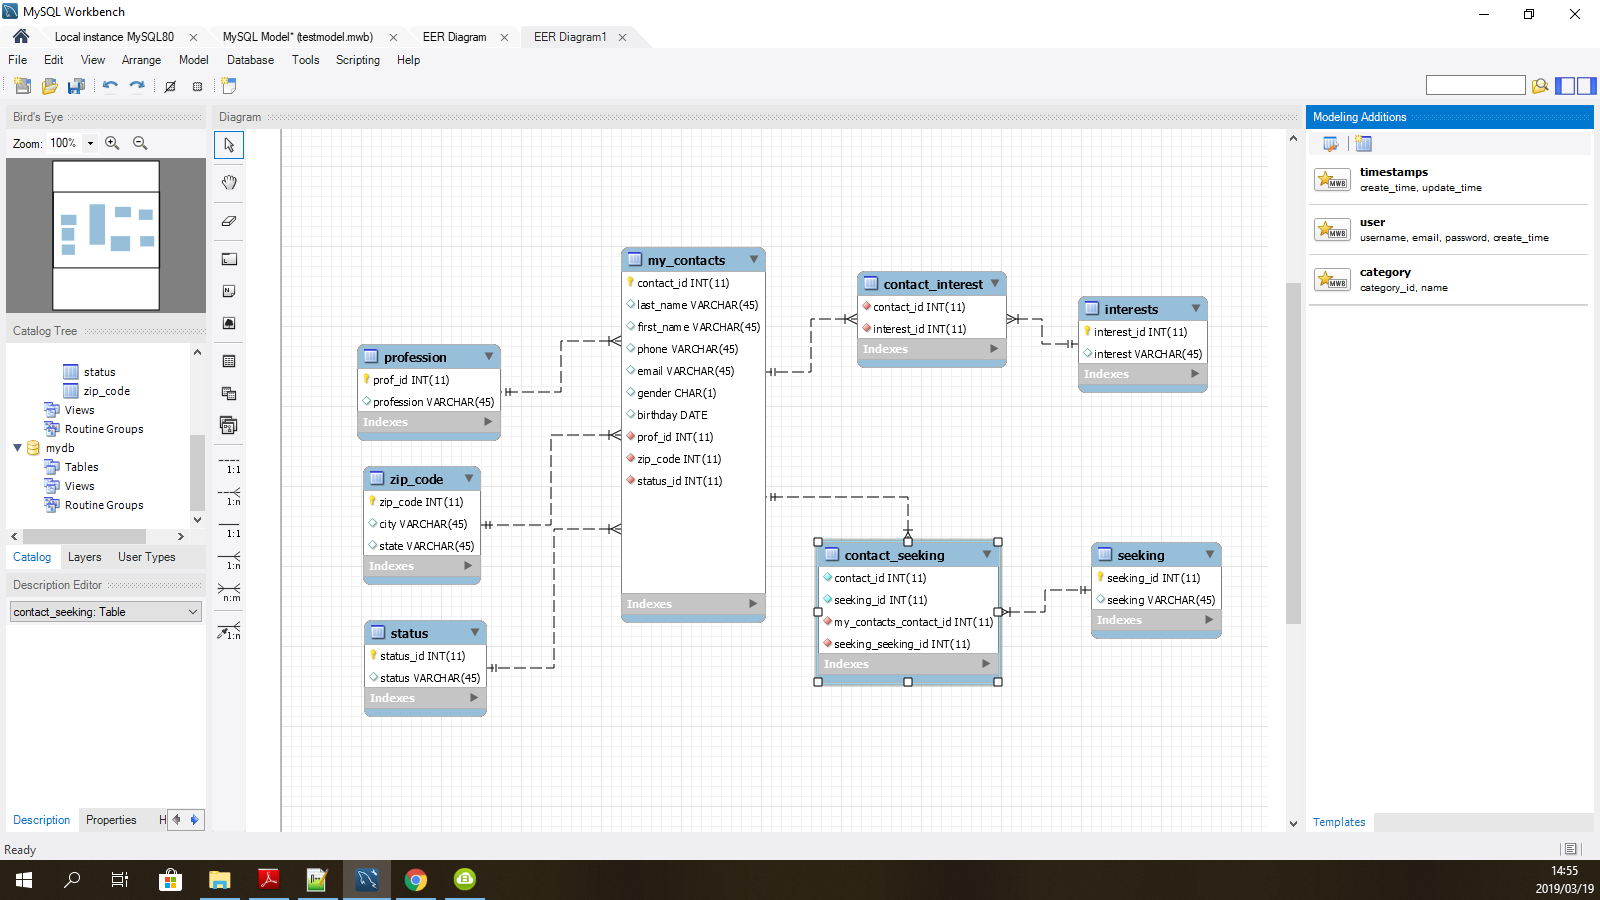 MySQL Workbench
Local instance MySQL80
MySQL Model* (testmodel.mwb)
EER Diagram
EER Diagram1
File Edit View Arrange Model Database Tools Scripting Help
Bird's Eye
Zoom: 100%
Catalog Tree
status
zip_code
Views
Routine Groups
mydb
Tables
Views
Routine Groups
Catalog Layers User Types
Description Editor
contact_seeking: Table
Description Properties H
Ready
Diagram
1:1
1:n
1:1
1:n
n:m
1:n
profession
prof_id INT(11)
profession VARCHAR(45)
Indexes
zip_code
zip_code INT(11)
city VARCHAR(45)
state VARCHAR(45)
Indexes
status
status_id INT(11)
status VARCHAR(45)
Indexes
my_contacts
contact_id INT(11)
last_name VARCHAR(45)
first_name VARCHAR(45)
phone VARCHAR(45)
email VARCHAR(45)
gender CHAR(1)
birthday DATE
prof_id INT(11)
zip_code INT(11)
status_id INT(11)
Indexes
contact_interest
contact_id INT(11)
interest_id INT(11)
Indexes
interests
interest_id INT(11)
interest VARCHAR(45)
Indexes
contact_seeking
contact_id INT(11)
seeking_id INT(11)
my_contacts_contact_id INT(11)
seeking_seeking_id INT(11)
Indexes
seeking
seeking_id INT(11)
seeking VARCHAR(45)
Indexes
Modeling Additions
MWB
timestamps
create_time, update_time
MWB
user
username, email, password, create_time
MWB
category
category_id, name
Templates
14:55
2019/03/19